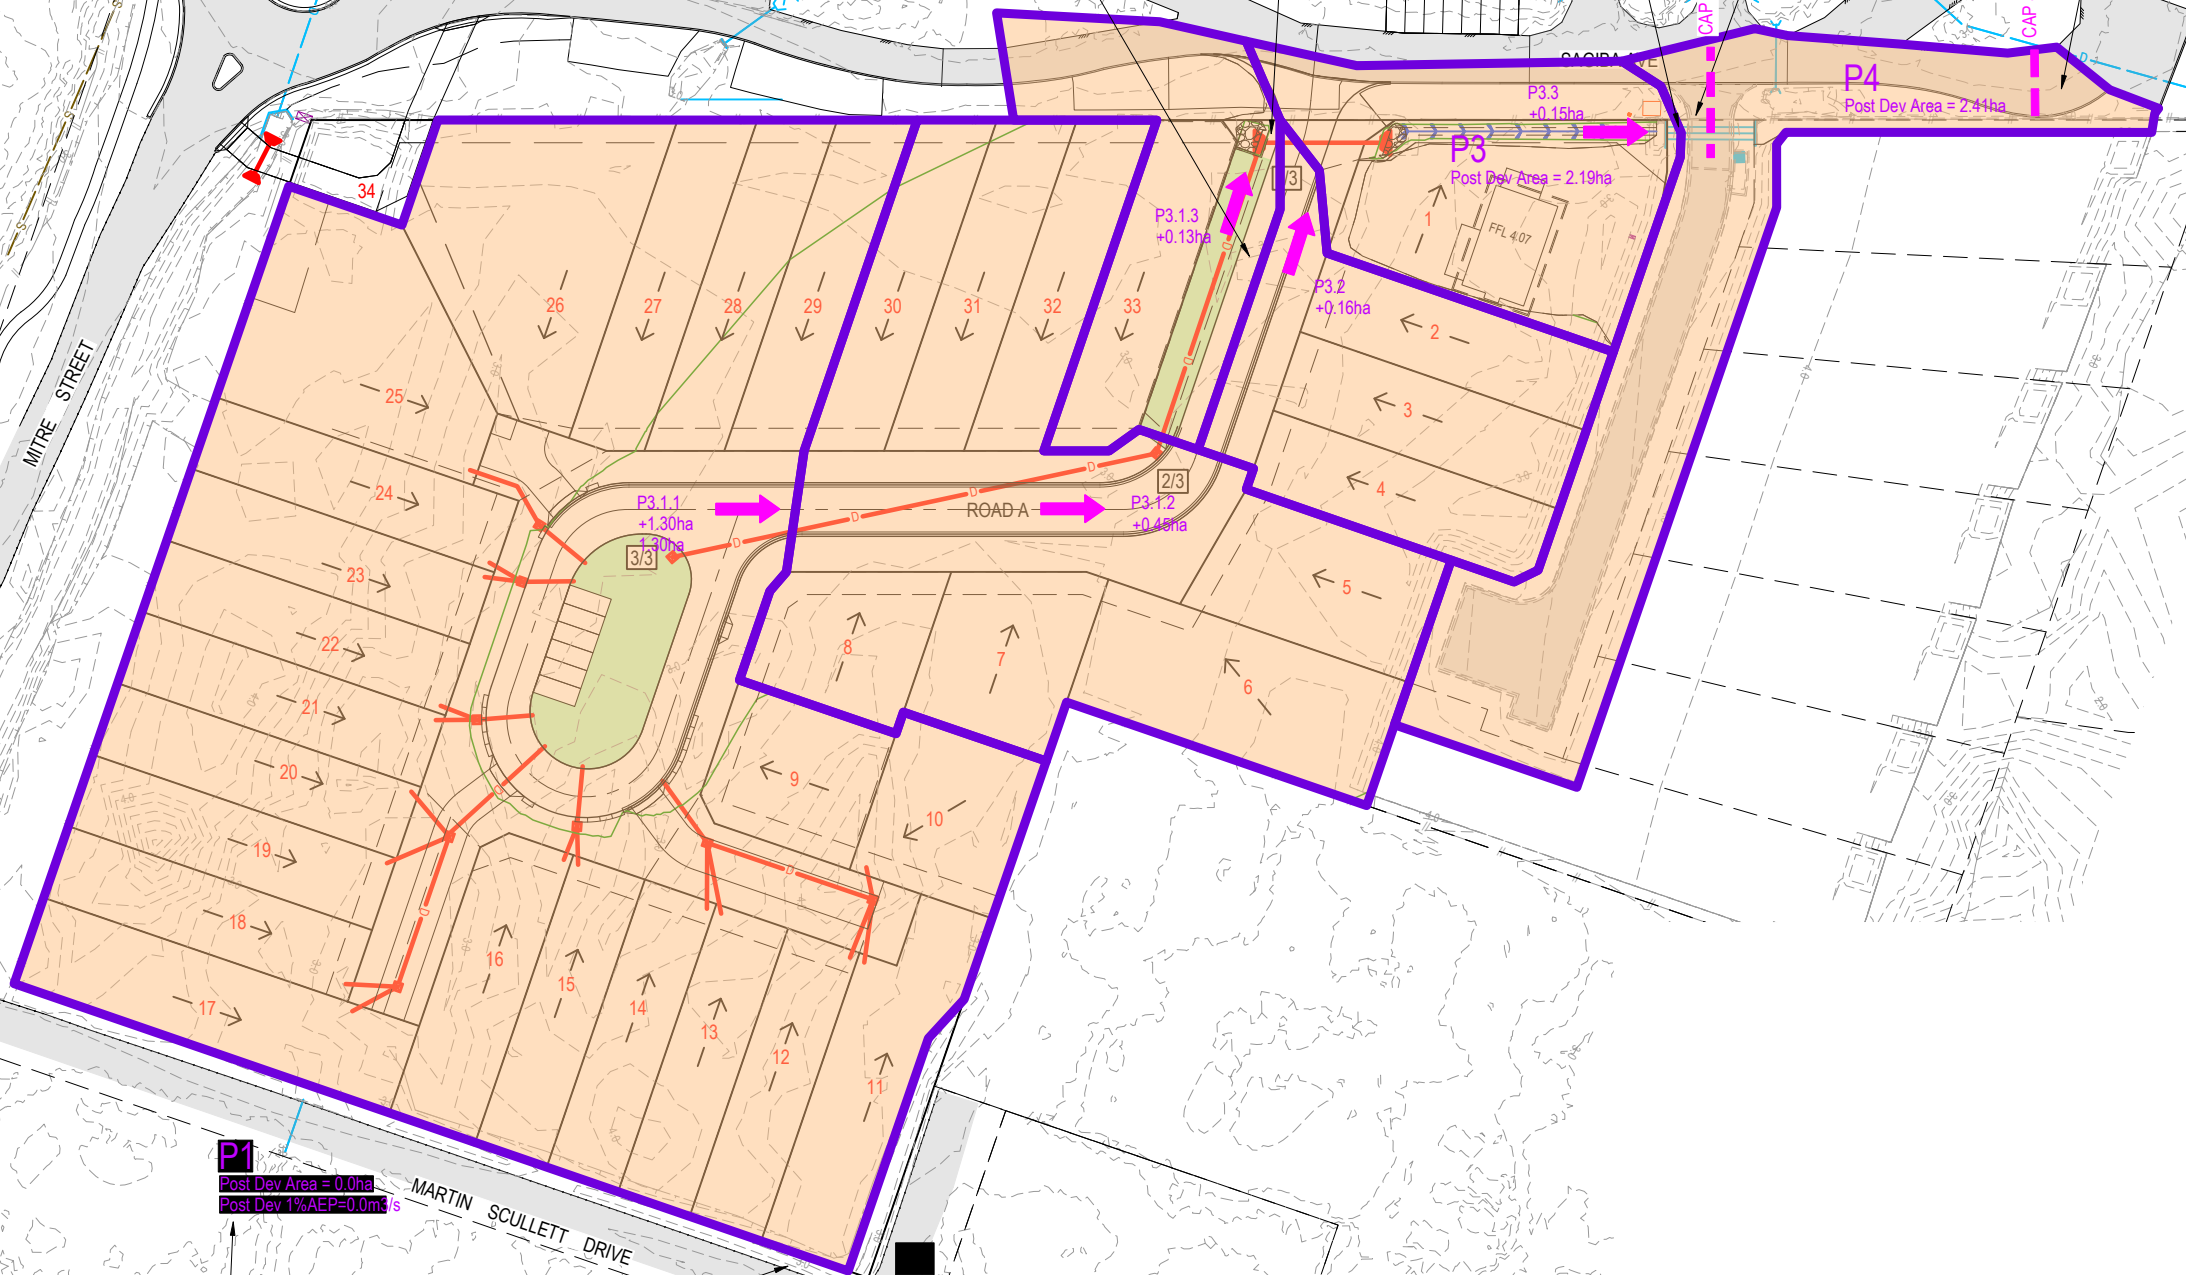 CAP
CAP
SAGIBA AVE
P4
Post Dev Area = 2.41ha
P3.3
+0.15ha
P3
Post Dev Area = 2.19ha
34
1/3
P3.1.3
+0.13ha
1
FFL 4.07
P3.2
+0.16ha
26
27
28
29
30
31
32
33
2
3
4
MITRE STREET
25
24
P3.1.1
+1.30ha
1.30ha
ROAD A
2/3
P3.1.2
+0.45ha
3/3
23
22
21
20
19
18
17
5
6
7
8
9
10
16
15
14
13
12
11
P1
Post Dev Area = 0.0ha
Post Dev 1%AEP=0.0m3/s
MARTIN SCULLETT DRIVE